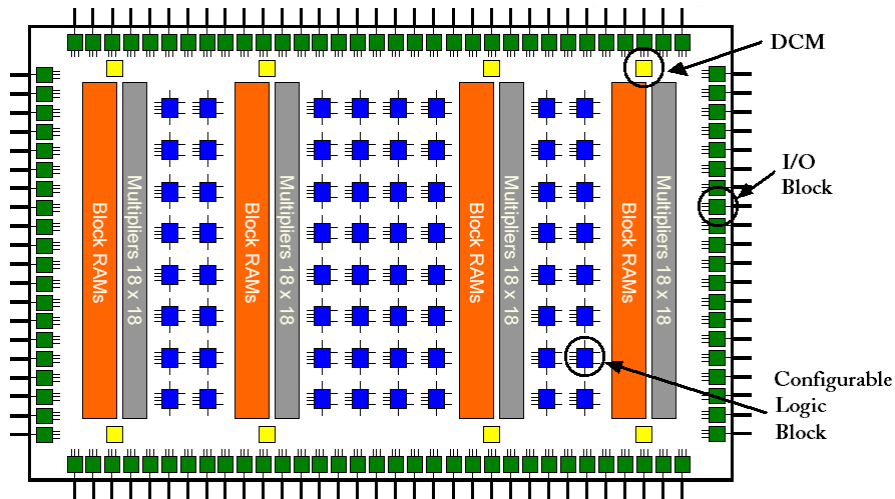 DCM
I/O
Block
Block RAMs
Multipliers 18 x 18
Block RAMs
Multipliers 18 x 18
Block RAMs
Multipliers 18 x 18
Block RAMs
Multipliers 18 x 18
Configurable
Logic
Block